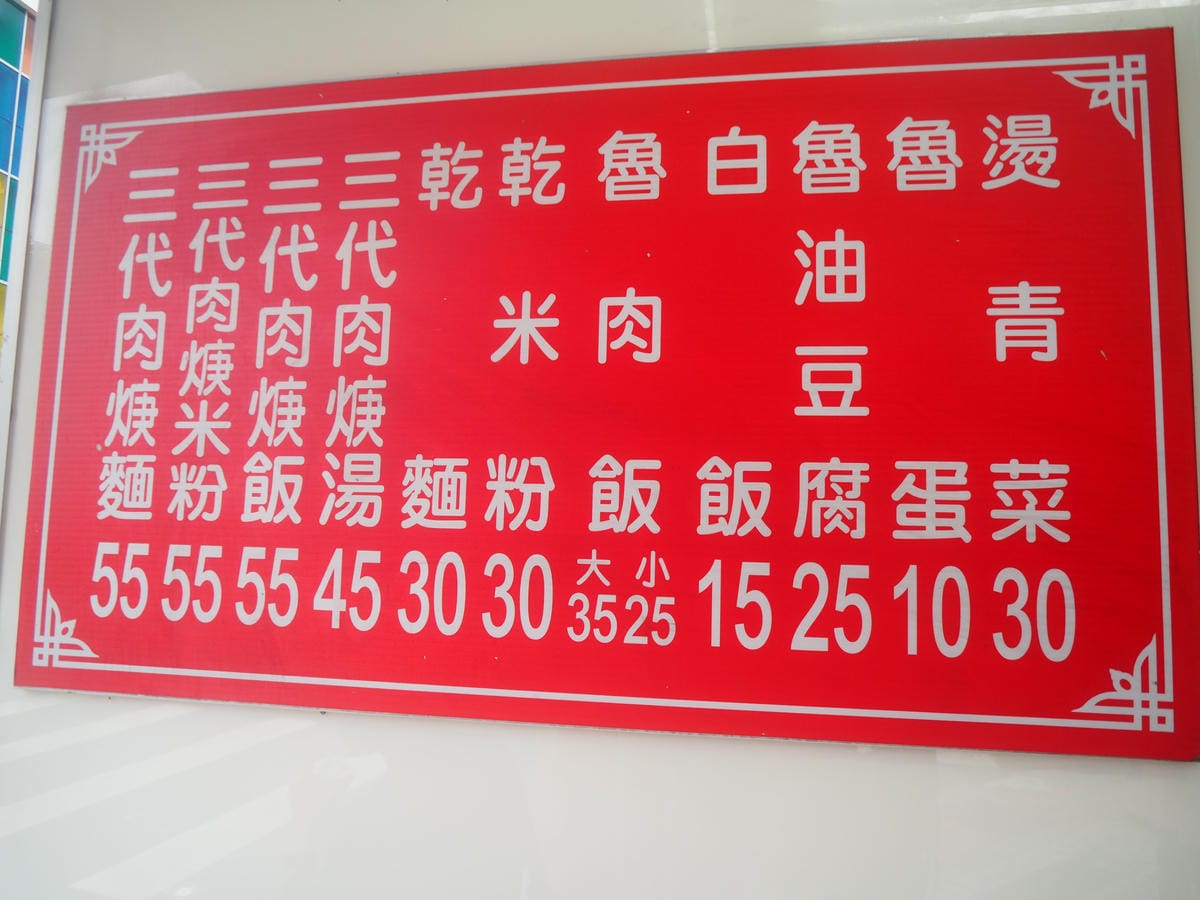 三代肉焿麵 55
三代肉焿米粉 55
三代肉焿飯 55
三代肉焿湯 45
乾麵 30
乾米粉 30
魯肉飯 大35 小25
白飯 15
魯油豆腐 25
魯蛋 10
燙青菜 30